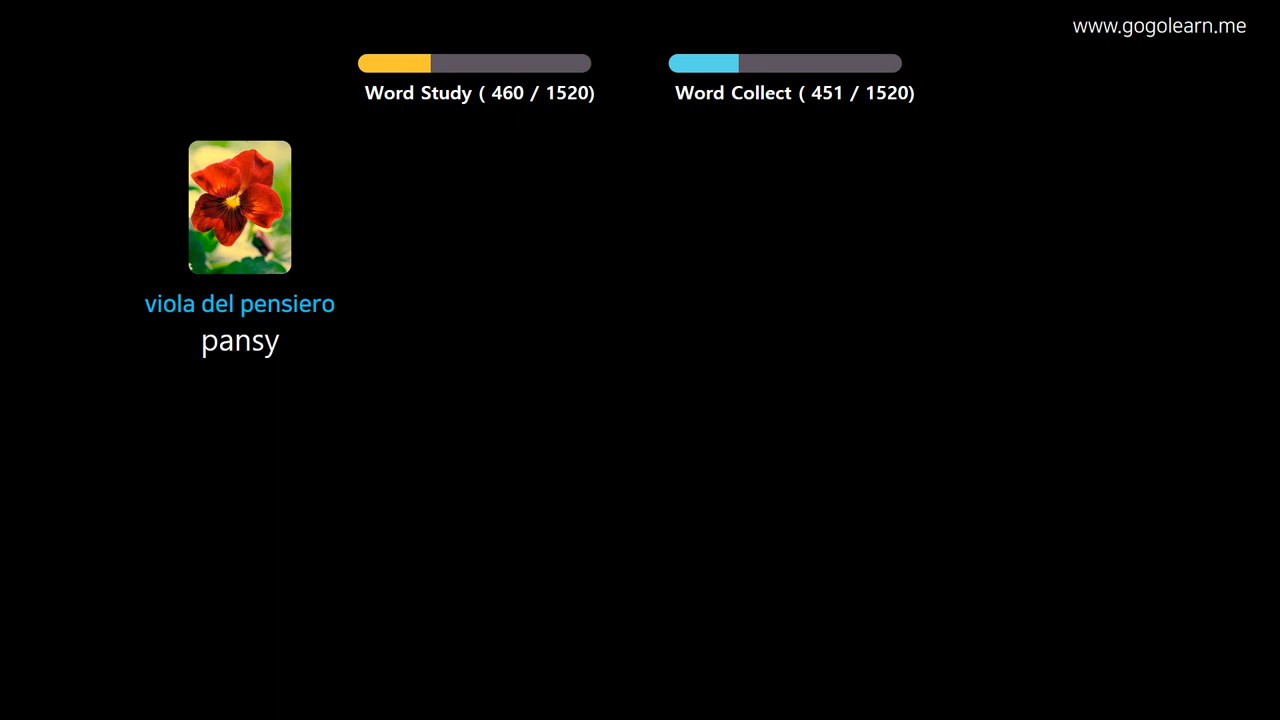 www.gogolearn.me
Word Study ( 460 / 1520)
Word Collect ( 451 / 1520)
viola del pensiero
pansy